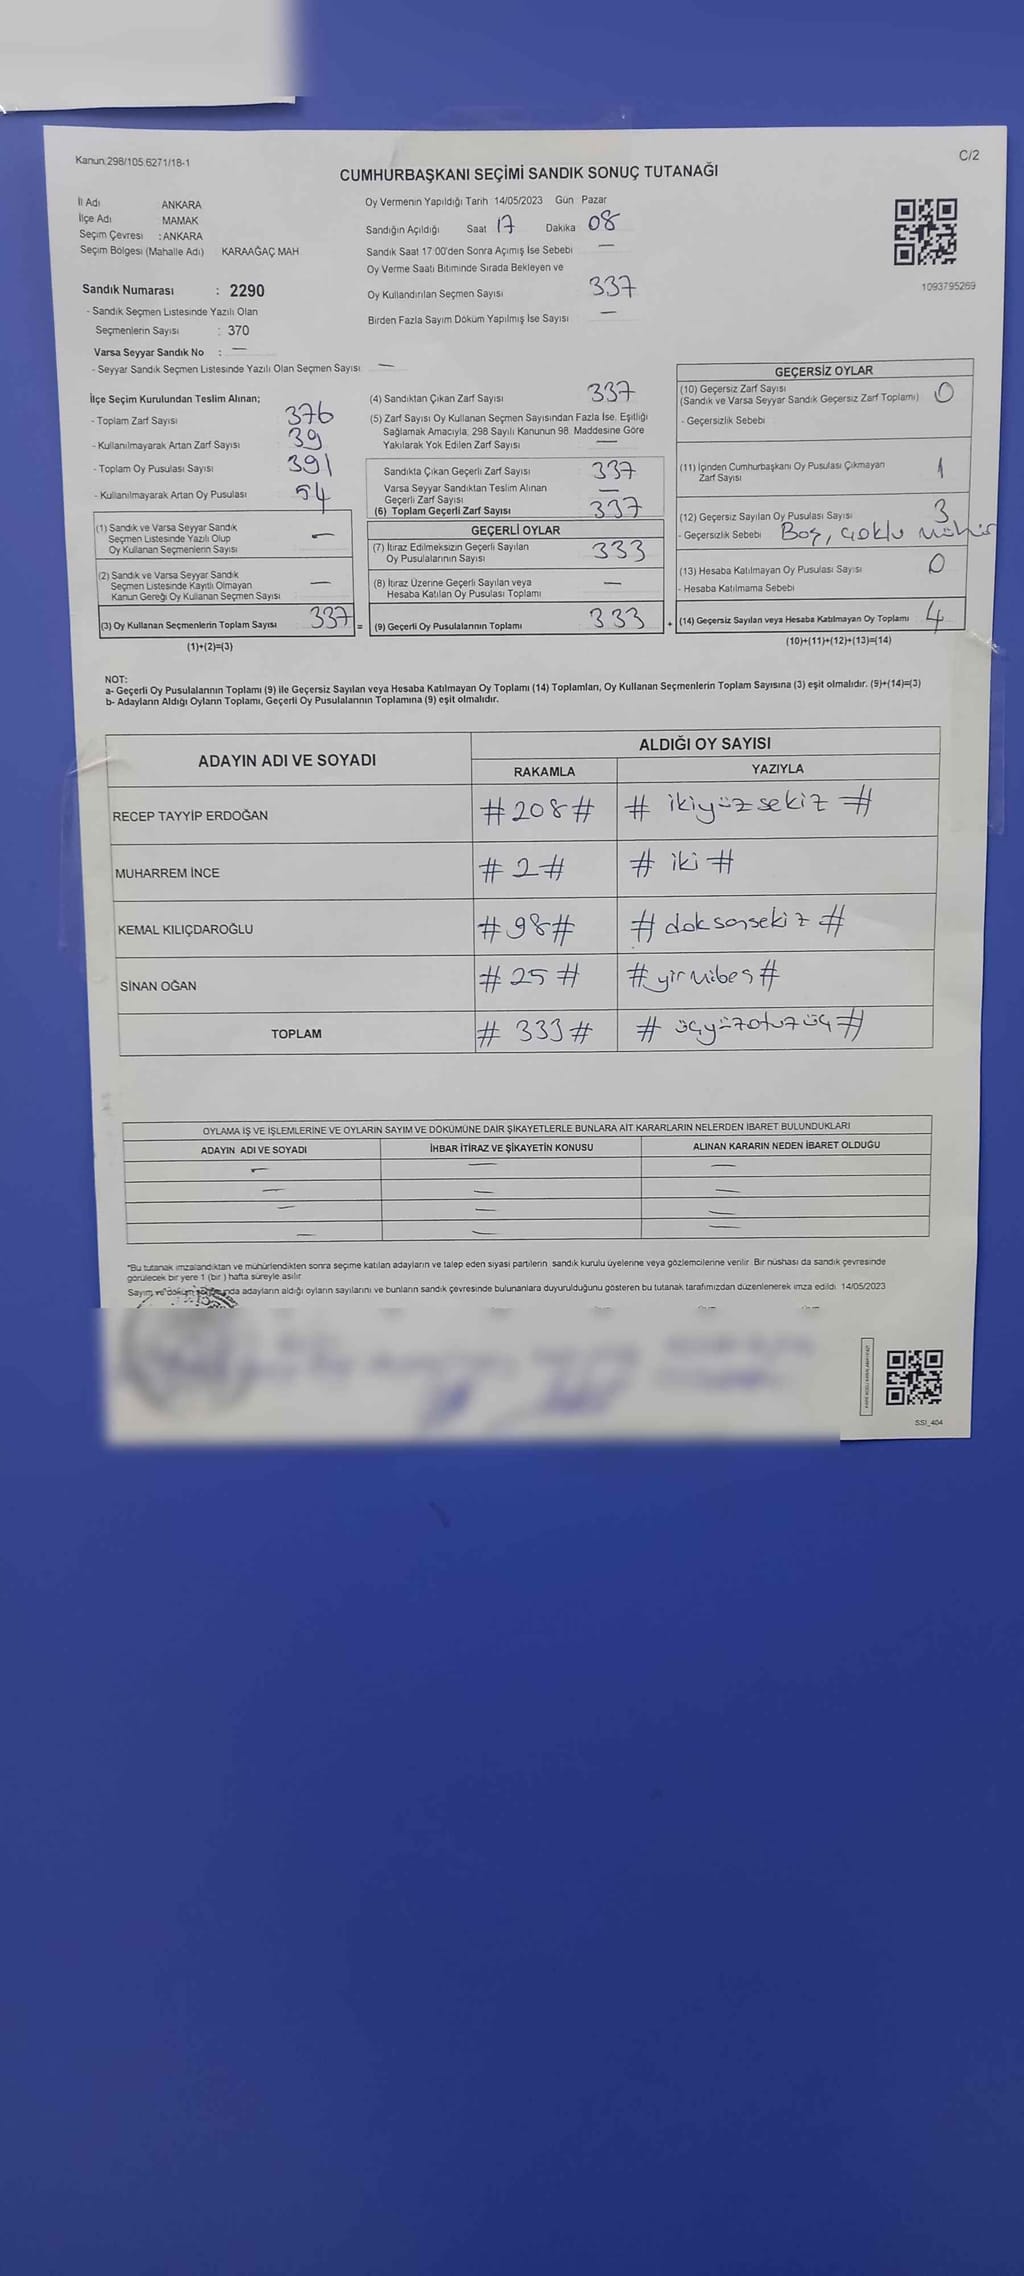 Kanun 298/105 6271/18-1
C/2
CUMHURBAŞKANI SEÇİMİ SANDIK SONUÇ TUTANAĞI
İl Adı ANKARA
İlçe Adı MAMAK
Seçim Çevresi : ANKARA
Seçim Bölgesi (Mahalle Adı) KARAAĞAÇ MAH
Sandık Numarası : 2290
- Sandık Seçmen Listesinde Yazılı Olan
Seçmenlerin Sayısı : 370
Varsa Seyyar Sandık No : —
- Seyyar Sandık Seçmen Listesinde Yazılı Olan Seçmen Sayısı —
Oy Vermenin Yapıldığı Tarih 14/05/2023 Gün Pazar
Sandığın Açıldığı Saat 17 Dakika 08
Sandık Saat 17 00'den Sonra Açımış İse Sebebi —
Oy Verme Saati Bitiminde Sırada Bekleyen ve
Oy Kullandırılan Seçmen Sayısı 337
Birden Fazla Sayım Döküm Yapılmış İse Sayısı —
1093795269
İlçe Seçim Kurulundan Teslim Alınan;
- Toplam Zarf Sayısı 376
- Kullanılmayarak Artan Zarf Sayısı 39
- Toplam Oy Pusulası Sayısı 391
- Kullanılmayarak Artan Oy Pusulası 54
(1) Sandık ve Varsa Seyyar Sandık
Seçmen Listesinde Yazılı Olup
Oy Kullanan Seçmenlerin Sayısı —
(2) Sandık ve Varsa Seyyar Sandık
Seçmen Listesinde Kayıtlı Olmayan
Kanun Gereği Oy Kullanan Seçmen Sayısı —
(3) Oy Kullanan Seçmenlerin Toplam Sayısı 337 =
(1)+(2)=(3)
(4) Sandıktan Çıkan Zarf Sayısı 337
(5) Zarf Sayısı Oy Kullanan Seçmen Sayısından Fazla İse, Eşitliği
Sağlamak Amacıyla, 298 Sayılı Kanunun 98. Maddesine Göre
Yakılarak Yok Edilen Zarf Sayısı —
Sandıkta Çıkan Geçerli Zarf Sayısı 337
Varsa Seyyar Sandıktan Teslim Alınan
Geçerli Zarf Sayısı —
(6) Toplam Geçerli Zarf Sayısı 337
GEÇERLİ OYLAR
(7) İtiraz Edilmeksizin Geçerli Sayılan
Oy Pusulalarının Sayısı 333
(8) İtiraz Üzerine Geçerli Sayılan veya
Hesaba Katılan Oy Pusulası Toplamı —
(9) Geçerli Oy Pusulalarının Toplamı 333 +
GEÇERSİZ OYLAR
(10) Geçersiz Zarf Sayısı
(Sandık ve Varsa Seyyar Sandık Geçersiz Zarf Toplamı) 0
- Geçersizlik Sebebi
(11) İçinden Cumhurbaşkanı Oy Pusulası Çıkmayan
Zarf Sayısı 1
(12) Geçersiz Sayılan Oy Pusulası Sayısı 3
- Geçersizlik Sebebi Boş, çoklu mühür
(13) Hesaba Katılmayan Oy Pusulası Sayısı 0
- Hesaba Katılmama Sebebi
(14) Geçersiz Sayılan veya Hesaba Katılmayan Oy Toplamı 4
(10)+(11)+(12)+(13)=(14)
NOT:
a- Geçerli Oy Pusulalarının Toplamı (9) ile Geçersiz Sayılan veya Hesaba Katılmayan Oy Toplamı (14) Toplamları, Oy Kullanan Seçmenlerin Toplam Sayısına (3) eşit olmalıdır. (9)+(14)=(3)
b- Adayların Aldığı Oyların Toplamı, Geçerli Oy Pusulalarının Toplamına (9) eşit olmalıdır.
ADAYIN ADI VE SOYADI ALDIĞI OY SAYISI
RAKAMLA YAZIYLA
RECEP TAYYİP ERDOĞAN #208# # ikiyüzsekiz #
MUHARREM İNCE #2# # iki #
KEMAL KILIÇDAROĞLU #98# #doksansekiz #
SİNAN OĞAN #25# #yirmibeş#
TOPLAM # 333# # üçyüzotuzüç#
OYLAMA İŞ VE İŞLEMLERİNE VE OYLARIN SAYIM VE DÖKÜMÜNE DAİR ŞİKAYETLERLE BUNLARA AİT KARARLARIN NELERDEN İBARET BULUNDUKLARI
ADAYIN ADI VE SOYADI İHBAR İTİRAZ VE ŞİKAYETİN KONUSU ALINAN KARARIN NEDEN İBARET OLDUĞU
— — —
— — —
— — —
— — —
*Bu tutanak imzalandıktan ve mühürlendikten sonra seçime katılan adayların ve talep eden siyasi partilerin sandık kurulu üyelerine veya gözlemcilerine verilir. Bir nüshası da sandık çevresinde
görülecek bir yere 1 (bir) hafta süreyle asılır
Sayım ve döküm adayların aldığı oyların sayılarını ve bunların sandık çevresinde bulunanlara duyurulduğunu gösteren bu tutanak tarafımızdan düzenlenerek imza edildi. 14/05/2023
SSI_404